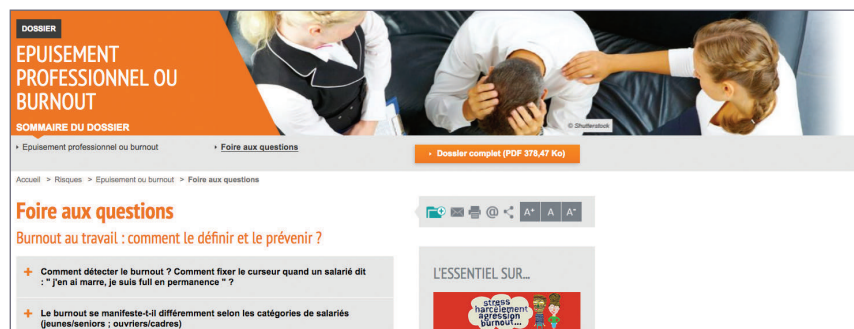 DOSSIER
EPUISEMENT
PROFESSIONNEL OU
BURNOUT
SOMMAIRE DU DOSSIER
© Shutterstock
Epuisement professionnel ou burnout
Foire aux questions
Dossier complet (PDF 378,47 Ko)
Accueil > Risques > Epuisement ou burnout > Foire aux questions
Foire aux questions
A+ A A-
Burnout au travail : comment le définir et le prévenir ?
+ Comment détecter le burnout ? Comment fixer le curseur quand un salarié dit
: " j'en ai marre, je suis full en permanence " ?
+ Le burnout se manifeste-t-il différemment selon les catégories de salariés
(jeunes/seniors ; ouvriers/cadres)
L'ESSENTIEL SUR...
stress
harcèlement
agression
burnout...